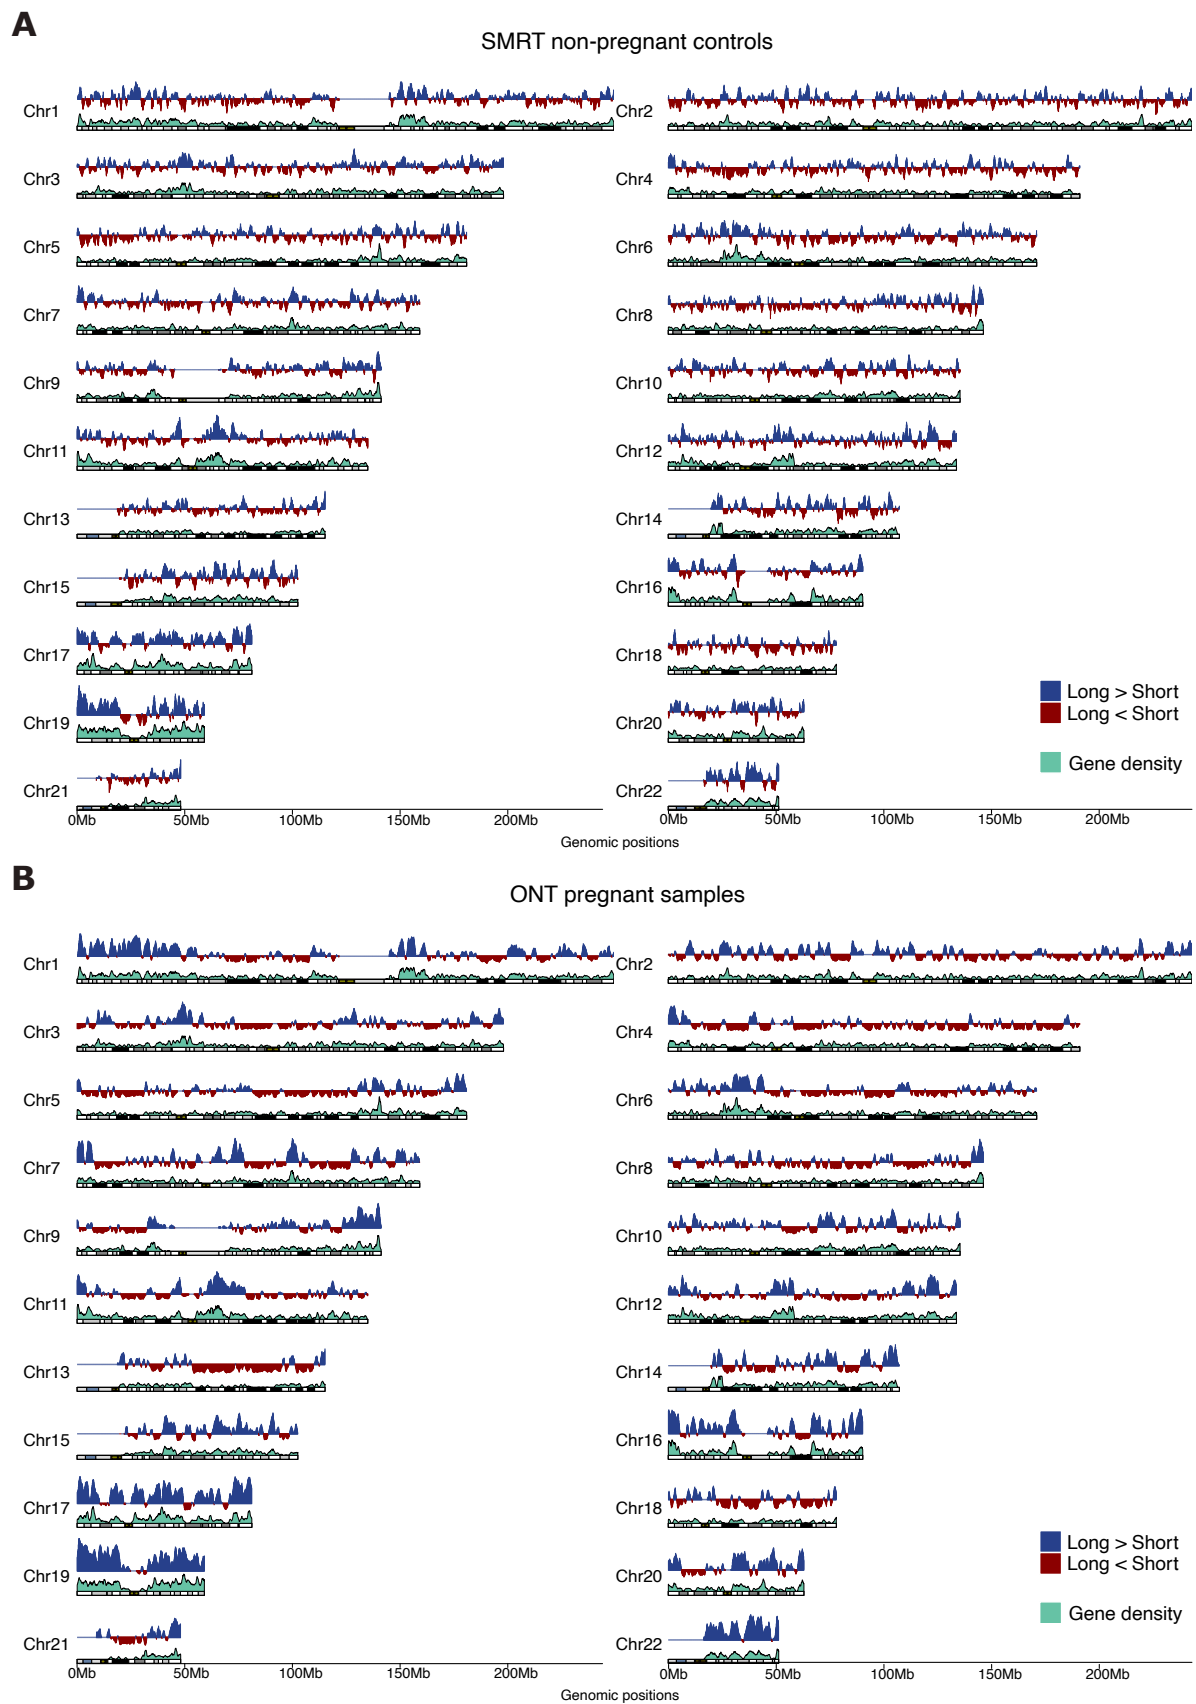 A
SMRT non-pregnant controls
Chr1
Chr2
Chr3
Chr4
Chr5
Chr6
Chr7
Chr8
Chr9
Chr10
Chr11
Chr12
Chr13
Chr14
Chr15
Chr16
Chr17
Chr18
Long > Short
Long < Short
Chr19
Chr20
Gene density
Chr21
Chr22
0Mb 50Mb 100Mb 150Mb 200Mb
0Mb 50Mb 100Mb 150Mb 200Mb
Genomic positions
B
ONT pregnant samples
Chr1
Chr2
Chr3
Chr4
Chr5
Chr6
Chr7
Chr8
Chr9
Chr10
Chr11
Chr12
Chr13
Chr14
Chr15
Chr16
Chr17
Chr18
Long > Short
Long < Short
Chr19
Chr20
Gene density
Chr21
Chr22
0Mb 50Mb 100Mb 150Mb 200Mb
0Mb 50Mb 100Mb 150Mb 200Mb
Genomic positions